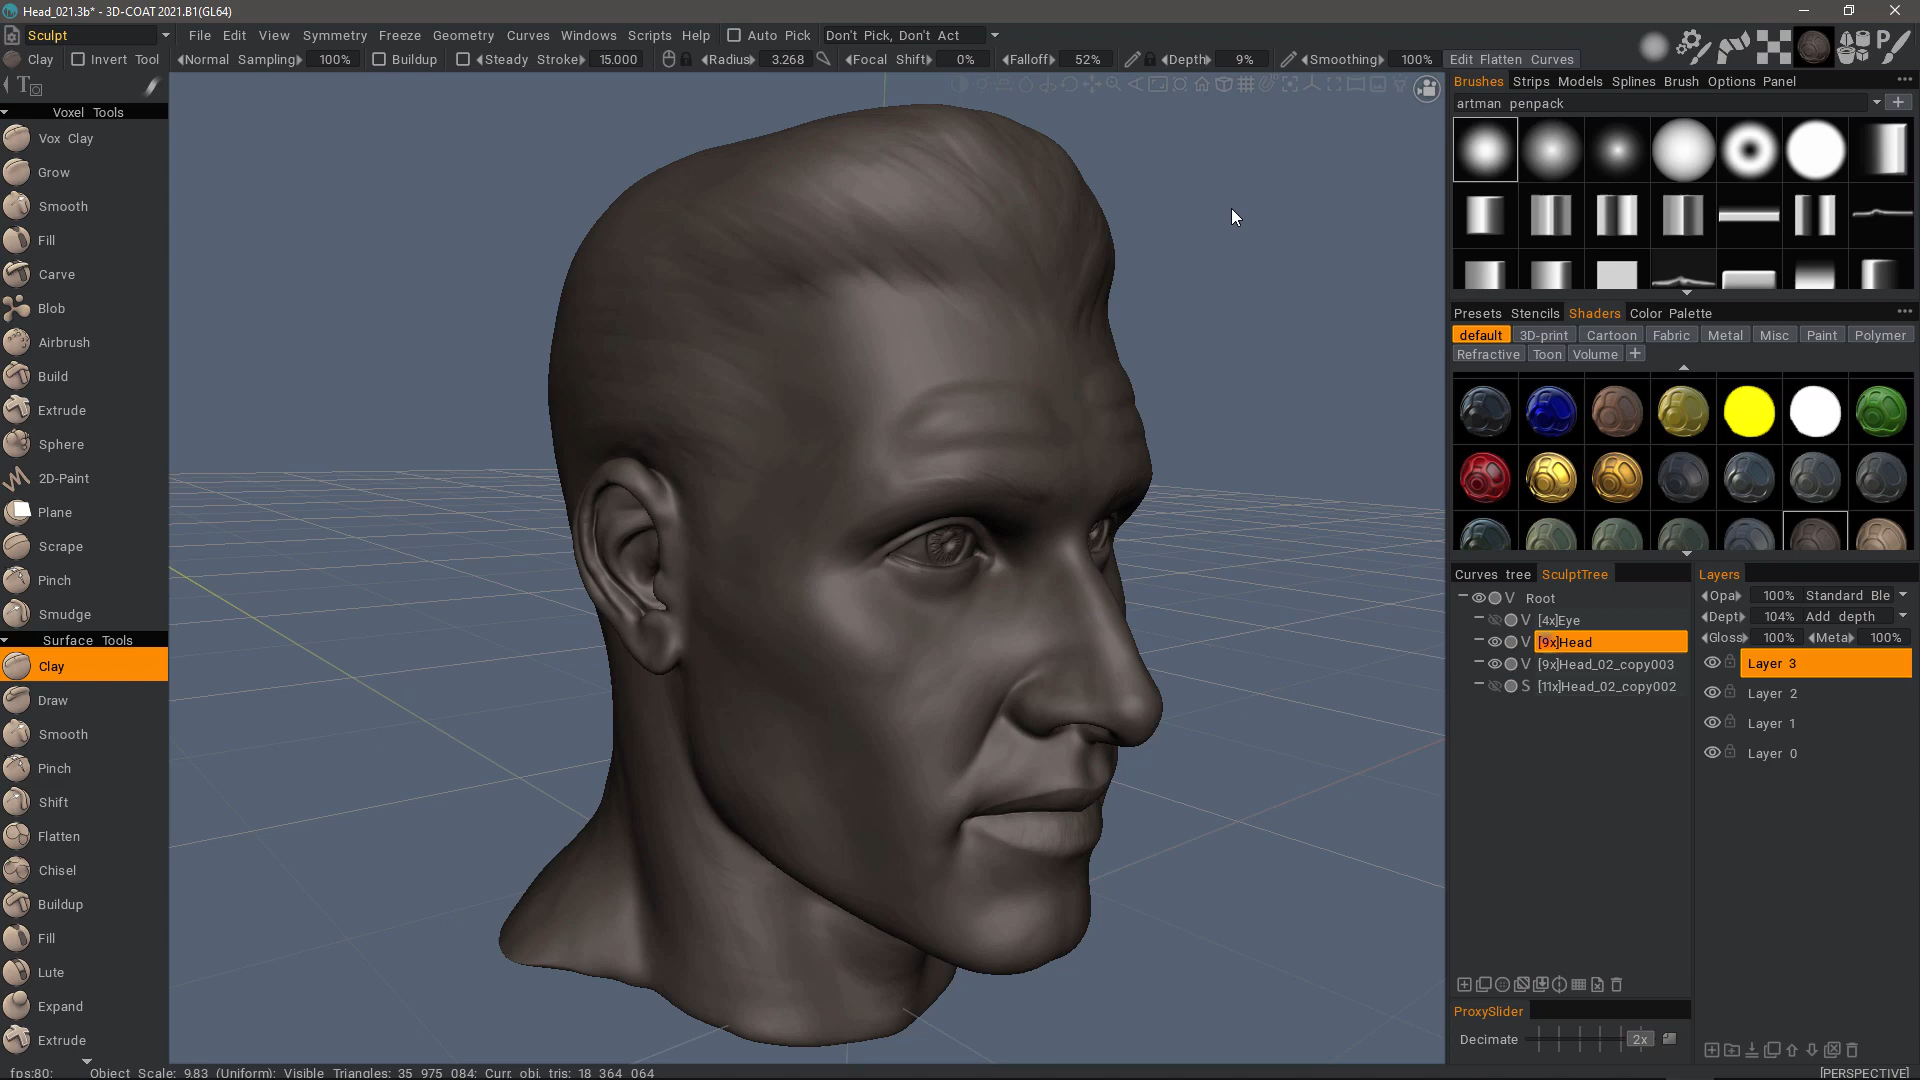 Head_021.3b* - 3D-COAT 2021.B1(GL64)
Sculpt File Edit View Symmetry Freeze Geometry Curves Windows Scripts Help Auto Pick Don't Pick, Don't Act
Clay Invert Tool Normal Sampling 100% Buildup Steady Stroke 15.000 Radius 3.268 Focal Shift 0% Falloff 52% Depth 9% Smoothing 100% Edit Flatten Curves
Voxel Tools
Vox Clay
Grow
Smooth
Fill
Carve
Blob
Airbrush
Build
Extrude
Sphere
2D-Paint
Plane
Scrape
Pinch
Smudge
Surface Tools
Clay
Draw
Smooth
Pinch
Shift
Flatten
Chisel
Buildup
Fill
Lute
Expand
Extrude
Brushes Strips Models Splines Brush Options Panel
artman penpack
Presets Stencils Shaders Color Palette
default 3D-print Cartoon Fabric Metal Misc Paint Polymer
Refractive Toon Volume
Curves tree SculptTree
V Root
V [4x]Eye
V [9x]Head
V [9x]Head_02_copy003
S [11x]Head_02_copy002
ProxySlider
Decimate 2x
Layers
Opa 100% Standard Ble
Dept 104% Add depth
Gloss 100% Meta 100%
Layer 3
Layer 2
Layer 1
Layer 0
fps:80; Object Scale: 9.83 (Uniform); Visible Triangles: 35 975 084; Curr. obj. tris: 18 364 064
[PERSPECTIVE]